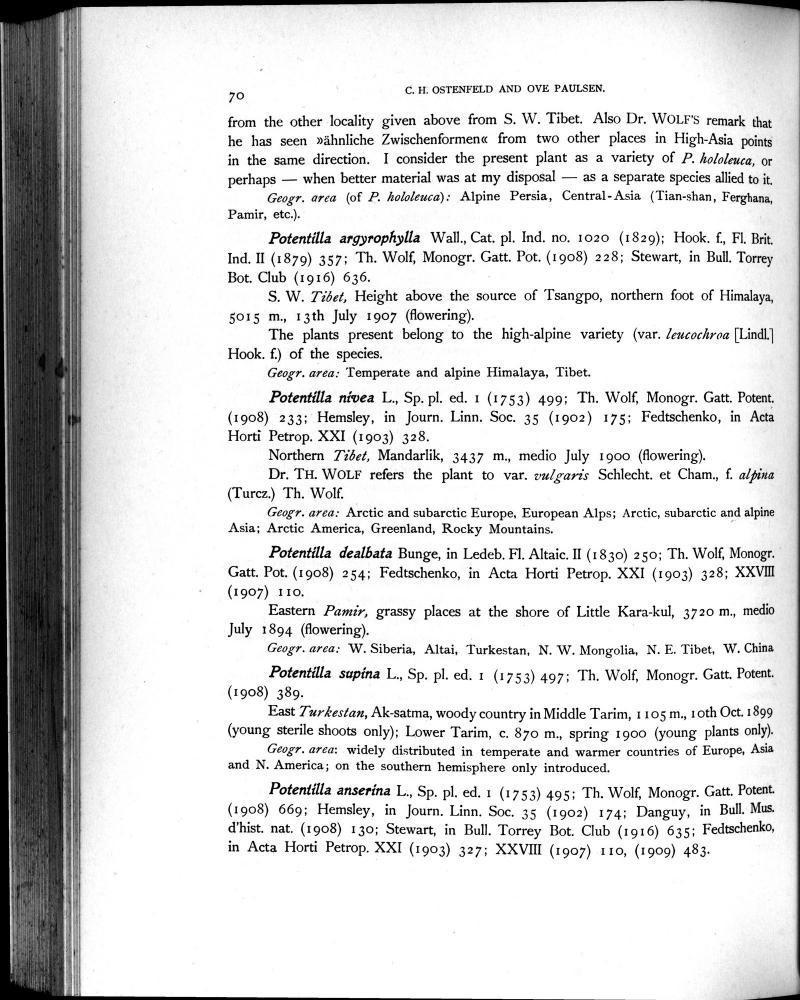 70
C. H. OSTENFELD AND OVE PAULSEN.
from the other locality given above from S. W. Tibet. Also Dr. WOLF'S remark that
he has seen »ähnliche Zwischenformen« from two other places in High-Asia points
in the same direction. I consider the present plant as a variety of P. hololeuca, or
perhaps — when better material was at my disposal — as a separate species allied to it.
Geogr. area (of P. hololeuca): Alpine Persia, Central-Asia (Tian-shan, Ferghana,
Pamir, etc.).
Potentilla argyrophylla Wall., Cat. pl. Ind. no. 1020 (1829); Hook. f., Fl. Brit.
Ind. II (1879) 357; Th. Wolf, Monogr. Gatt. Pot. (1908) 228; Stewart, in Bull. Torrey
Bot. Club (1916) 636.
S. W. Tibet, Height above the source of Tsangpo, northern foot of Himalaya,
5015 m., 13th July 1907 (flowering).
The plants present belong to the high-alpine variety (var. leucochroa [Lindl.]
Hook. f.) of the species.
Geogr. area: Temperate and alpine Himalaya, Tibet.
Potentilla nivea L., Sp. pl. ed. 1 (1753) 499; Th. Wolf, Monogr. Gatt. Potent.
(1908) 233; Hemsley, in Journ. Linn. Soc. 35 (1902) 175; Fedtschenko, in Acta
Horti Petrop. XXI (1903) 328.
Northern Tibet, Mandarlik, 3437 m., medio July 1900 (flowering).
Dr. TH. WOLF refers the plant to var. vulgaris Schlecht. et Cham., f. alpina
(Turcz.) Th. Wolf.
Geogr. area: Arctic and subarctic Europe, European Alps; Arctic, subarctic and alpine
Asia; Arctic America, Greenland, Rocky Mountains.
Potentilla dealbata Bunge, in Ledeb. Fl. Altaic. II (1830) 250; Th. Wolf, Monogr.
Gatt. Pot. (1908) 254; Fedtschenko, in Acta Horti Petrop. XXI (1903) 328; XXVIII
(1907) 110.
Eastern Pamir, grassy places at the shore of Little Kara-kul, 3720 m., medio
July 1894 (flowering).
Geogr. area: W. Siberia, Altai, Turkestan, N. W. Mongolia, N. E. Tibet, W. China
Potentilla supina L., Sp. pl. ed. 1 (1753) 497; Th. Wolf, Monogr. Gatt. Potent.
(1908) 389.
East Turkestan, Ak-satma, woody country in Middle Tarim, 1105 m., 10th Oct. 1899
(young sterile shoots only); Lower Tarim, c. 870 m., spring 1900 (young plants only).
Geogr. area: widely distributed in temperate and warmer countries of Europe, Asia
and N. America; on the southern hemisphere only introduced.
Potentilla anserina L., Sp. pl. ed. 1 (1753) 495; Th. Wolf, Monogr. Gatt. Potent.
(1908) 669; Hemsley, in Journ. Linn. Soc. 35 (1902) 174; Danguy, in Bull. Mus.
d'hist. nat. (1908) 130; Stewart, in Bull. Torrey Bot. Club (1916) 635; Fedtschenko,
in Acta Horti Petrop. XXI (1903) 327; XXVIII (1907) 110, (1909) 483.